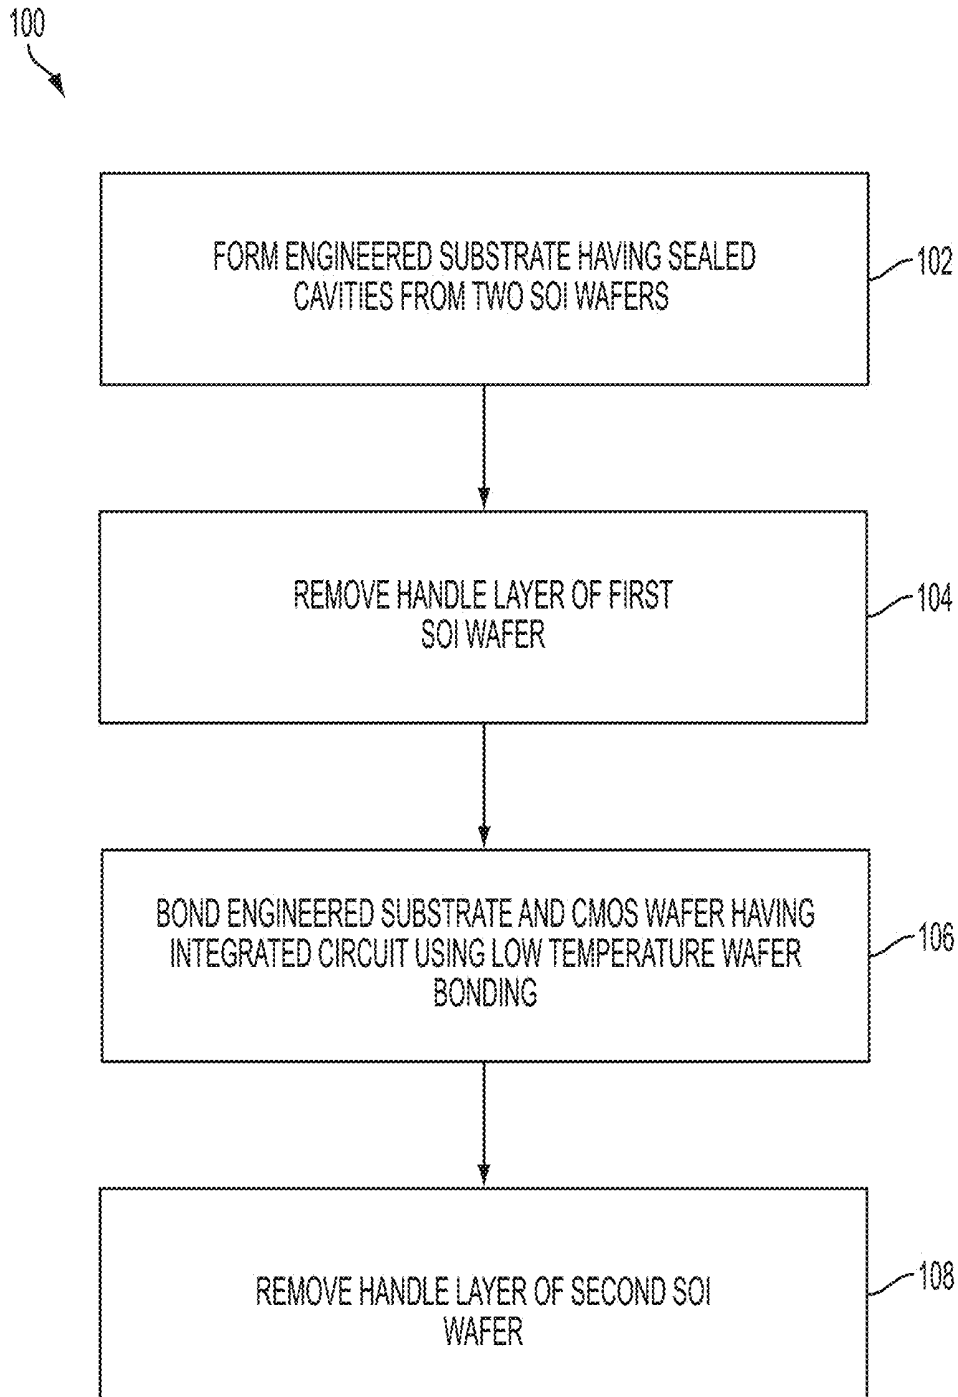 100
FORM ENGINEERED SUBSTRATE HAVING SEALED
CAVITIES FROM TWO SOI WAFERS
102
REMOVE HANDLE LAYER OF FIRST
SOI WAFER
104
BOND ENGINEERED SUBSTRATE AND CMOS WAFER HAVING
INTEGRATED CIRCUIT USING LOW TEMPERATURE WAFER
BONDING
106
REMOVE HANDLE LAYER OF SECOND SOI
WAFER
108